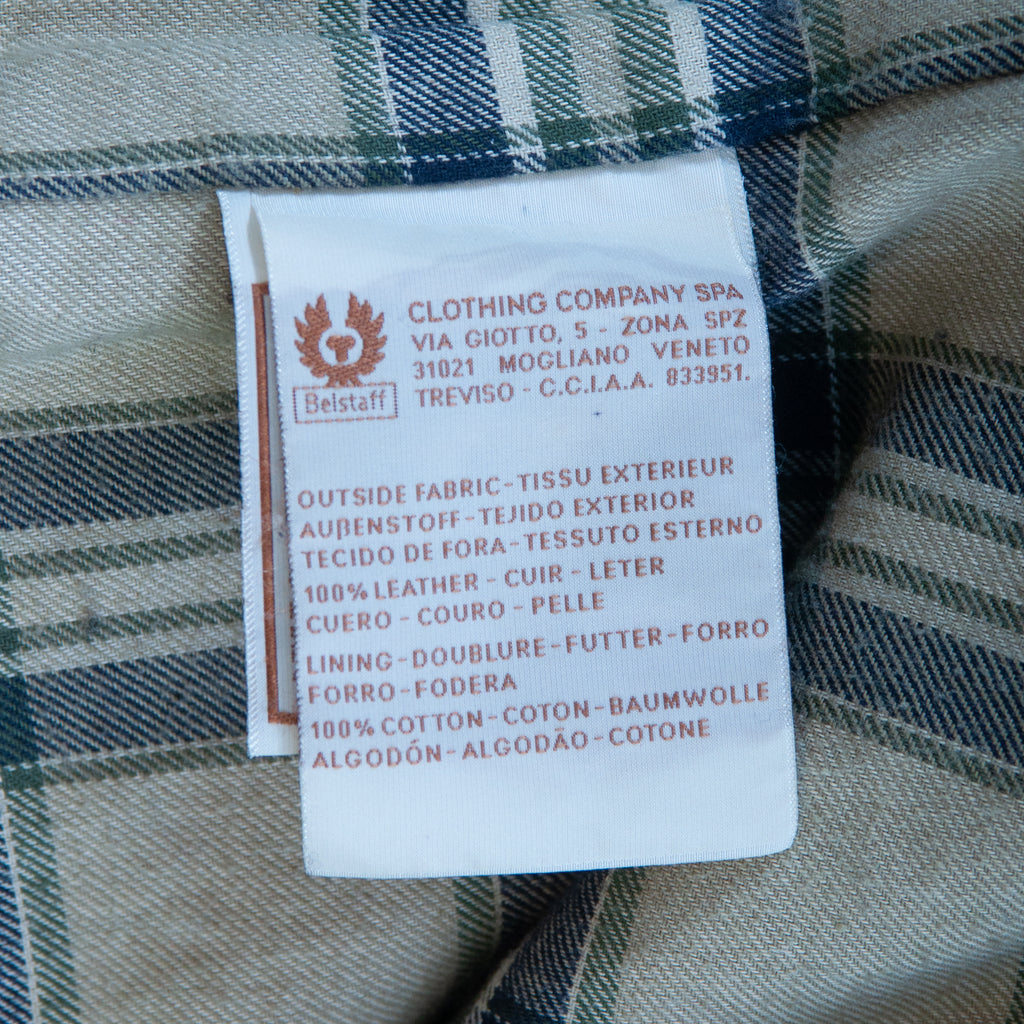 CLOTHING COMPANY SPA
VIA GIOTTO, 5 - ZONA SPZ
31021 MOGLIANO VENETO
TREVISO - C.C.I.A.A. 833951.
Belstaff
OUTSIDE FABRIC-TISSU EXTERIEUR
AUßENSTOFF-TEJIDO EXTERIOR
TECIDO DE FORA-TESSUTO ESTERNO
100% LEATHER - CUIR - LETER
CUERO - COURO - PELLE
LINING-DOUBLURE-FUTTER-FORRO
FORRO-FODERA
100% COTTON-COTON-BAUMWOLLE
ALGODÓN-ALGODÃO-COTONE